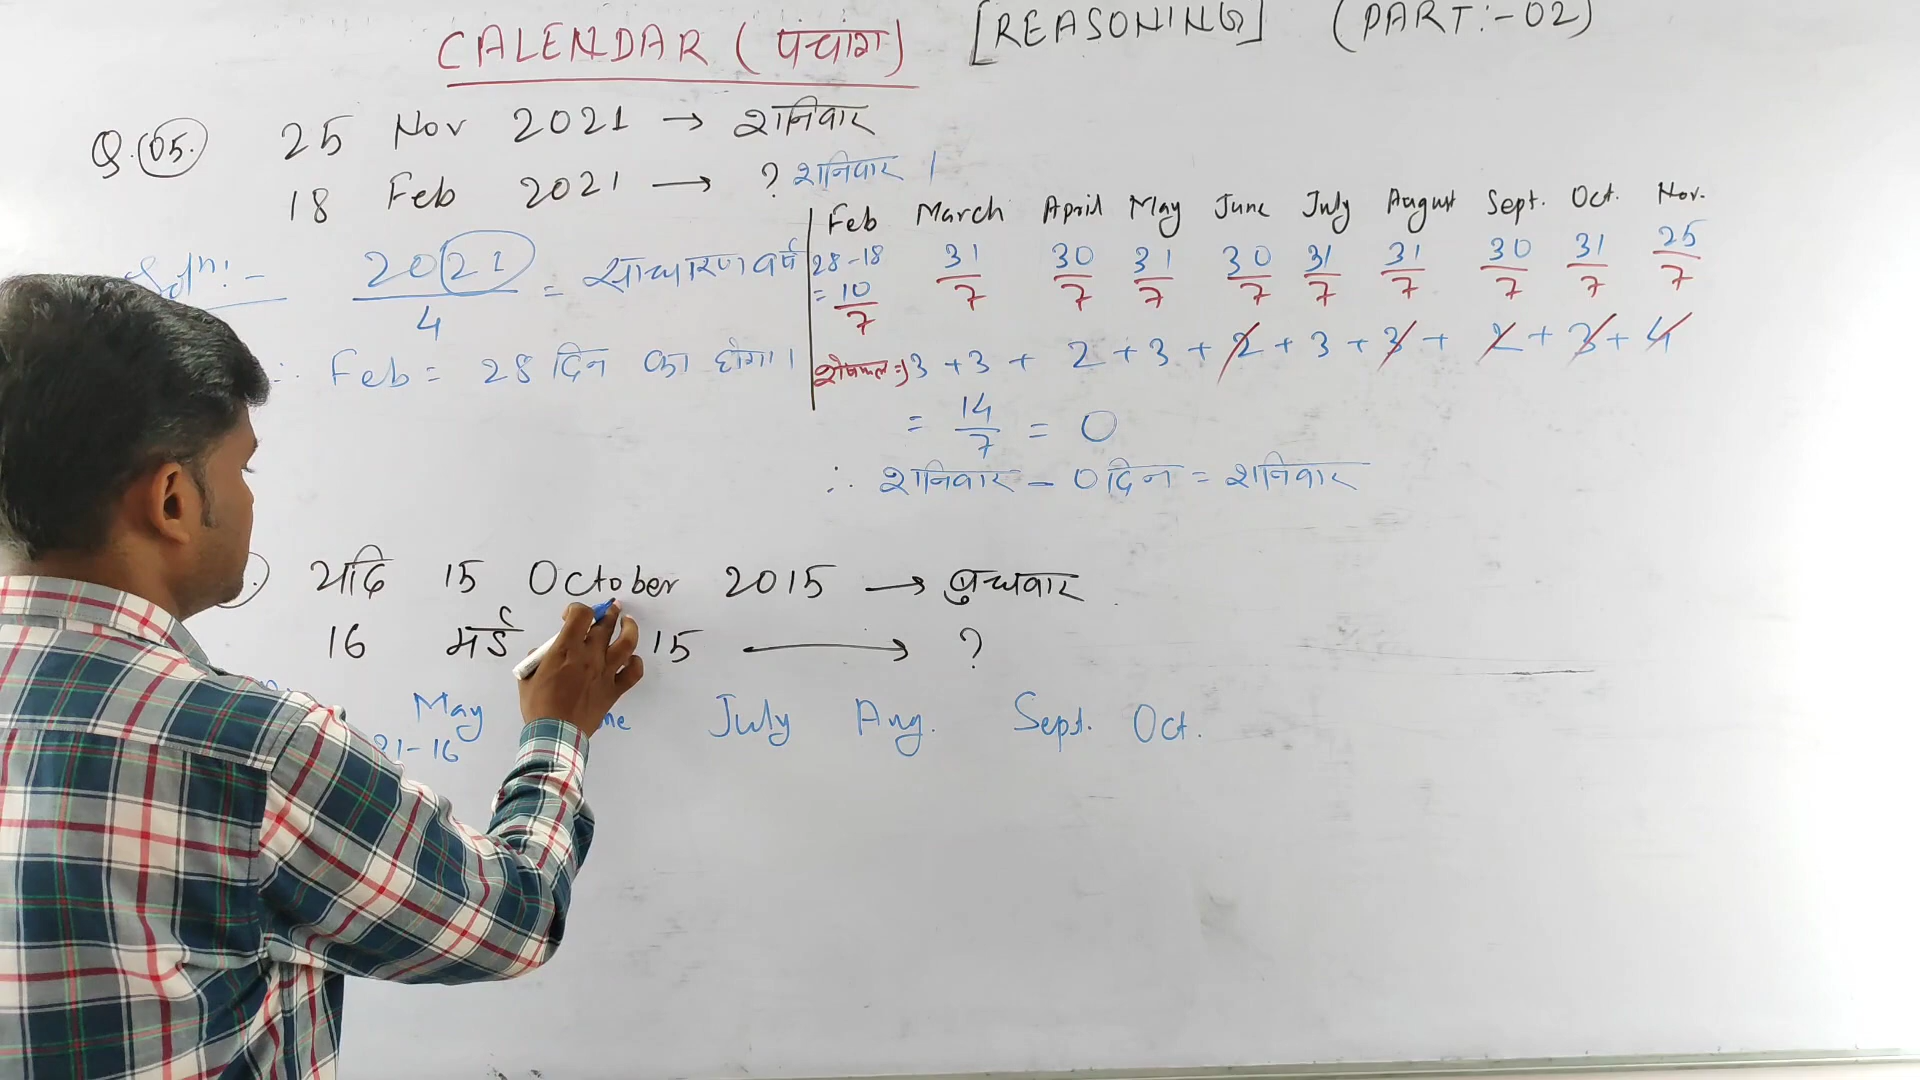 CALENDAR (पंचांग) [REASONING] (PART:-02)
Q.05. 25 Nov 2021 → शनिवार
18 Feb 2021 → ? शनिवार |
Feb March April May June July August Sept. Oct. Nov.
Solⁿ:- 2021/4 = साधारण वर्ष
28-18 = 10/7 31/7 30/7 31/7 30/7 31/7 31/7 30/7 31/7 25/7
∴ Feb = 28 दिन का होगा।
शेषफल => 3 + 3 + 2 + 3 + 2 + 3 + 3 + 2 + 3 + 4
= 14/7 = 0
∴ शनिवार - 0 दिन = शनिवार
यदि 15 October 2015 → बुधवार
16 मई 15 → ?
May ne July Aug. Sept. Oct.
31-16